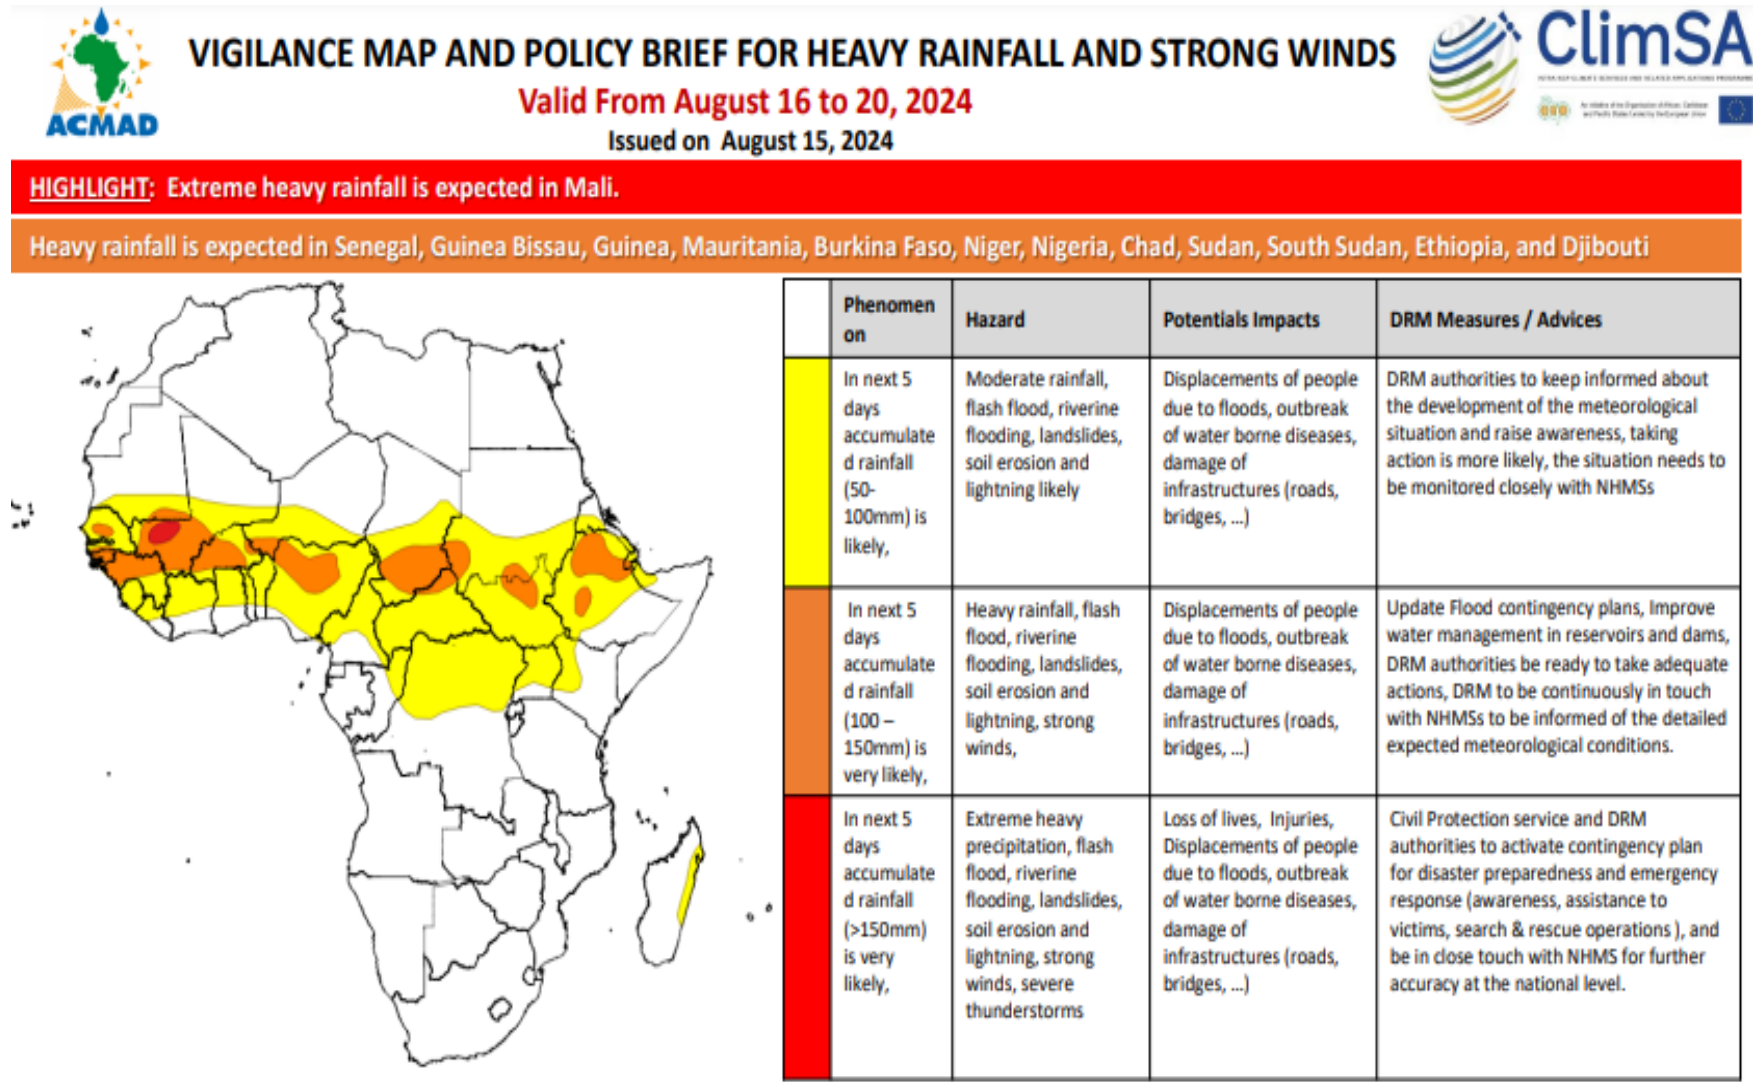 ACMAD
VIGILANCE MAP AND POLICY BRIEF FOR HEAVY RAINFALL AND STRONG WINDS
Valid From August 16 to 20, 2024
Issued on August 15, 2024
ClimSA
HIGHLIGHT: Extreme heavy rainfall is expected in Mali.
Heavy rainfall is expected in Senegal, Guinea Bissau, Guinea, Mauritania, Burkina Faso, Niger, Nigeria, Chad, Sudan, South Sudan, Ethiopia, and Djibouti
Phenomen
on
Hazard
Potentials Impacts
DRM Measures / Advices
In next 5
days
accumulate
d rainfall
(50-
100mm) is
likely,
Moderate rainfall,
flash flood, riverine
flooding, landslides,
soil erosion and
lightning likely
Displacements of people
due to floods, outbreak
of water borne diseases,
damage of
infrastructures (roads,
bridges, ...)
DRM authorities to keep informed about
the development of the meteorological
situation and raise awareness, taking
action is more likely, the situation needs to
be monitored closely with NHMSs
In next 5
days
accumulate
d rainfall
(100 –
150mm) is
very likely,
Heavy rainfall, flash
flood, riverine
flooding, landslides,
soil erosion and
lightning, strong
winds,
Displacements of people
due to floods, outbreak
of water borne diseases,
damage of
infrastructures (roads,
bridges, ...)
Update Flood contingency plans, Improve
water management in reservoirs and dams,
DRM authorities be ready to take adequate
actions, DRM to be continuously in touch
with NHMSs to be informed of the detailed
expected meteorological conditions.
In next 5
days
accumulate
d rainfall
(>150mm)
is very
likely,
Extreme heavy
precipitation, flash
flood, riverine
flooding, landslides,
soil erosion and
lightning, strong
winds, severe
thunderstorms
Loss of lives, Injuries,
Displacements of people
due to floods, outbreak
of water borne diseases,
damage of
infrastructures (roads,
bridges, ...)
Civil Protection service and DRM
authorities to activate contingency plan
for disaster preparedness and emergency
response (awareness, assistance to
victims, search & rescue operations ), and
be in close touch with NHMS for further
accuracy at the national level.